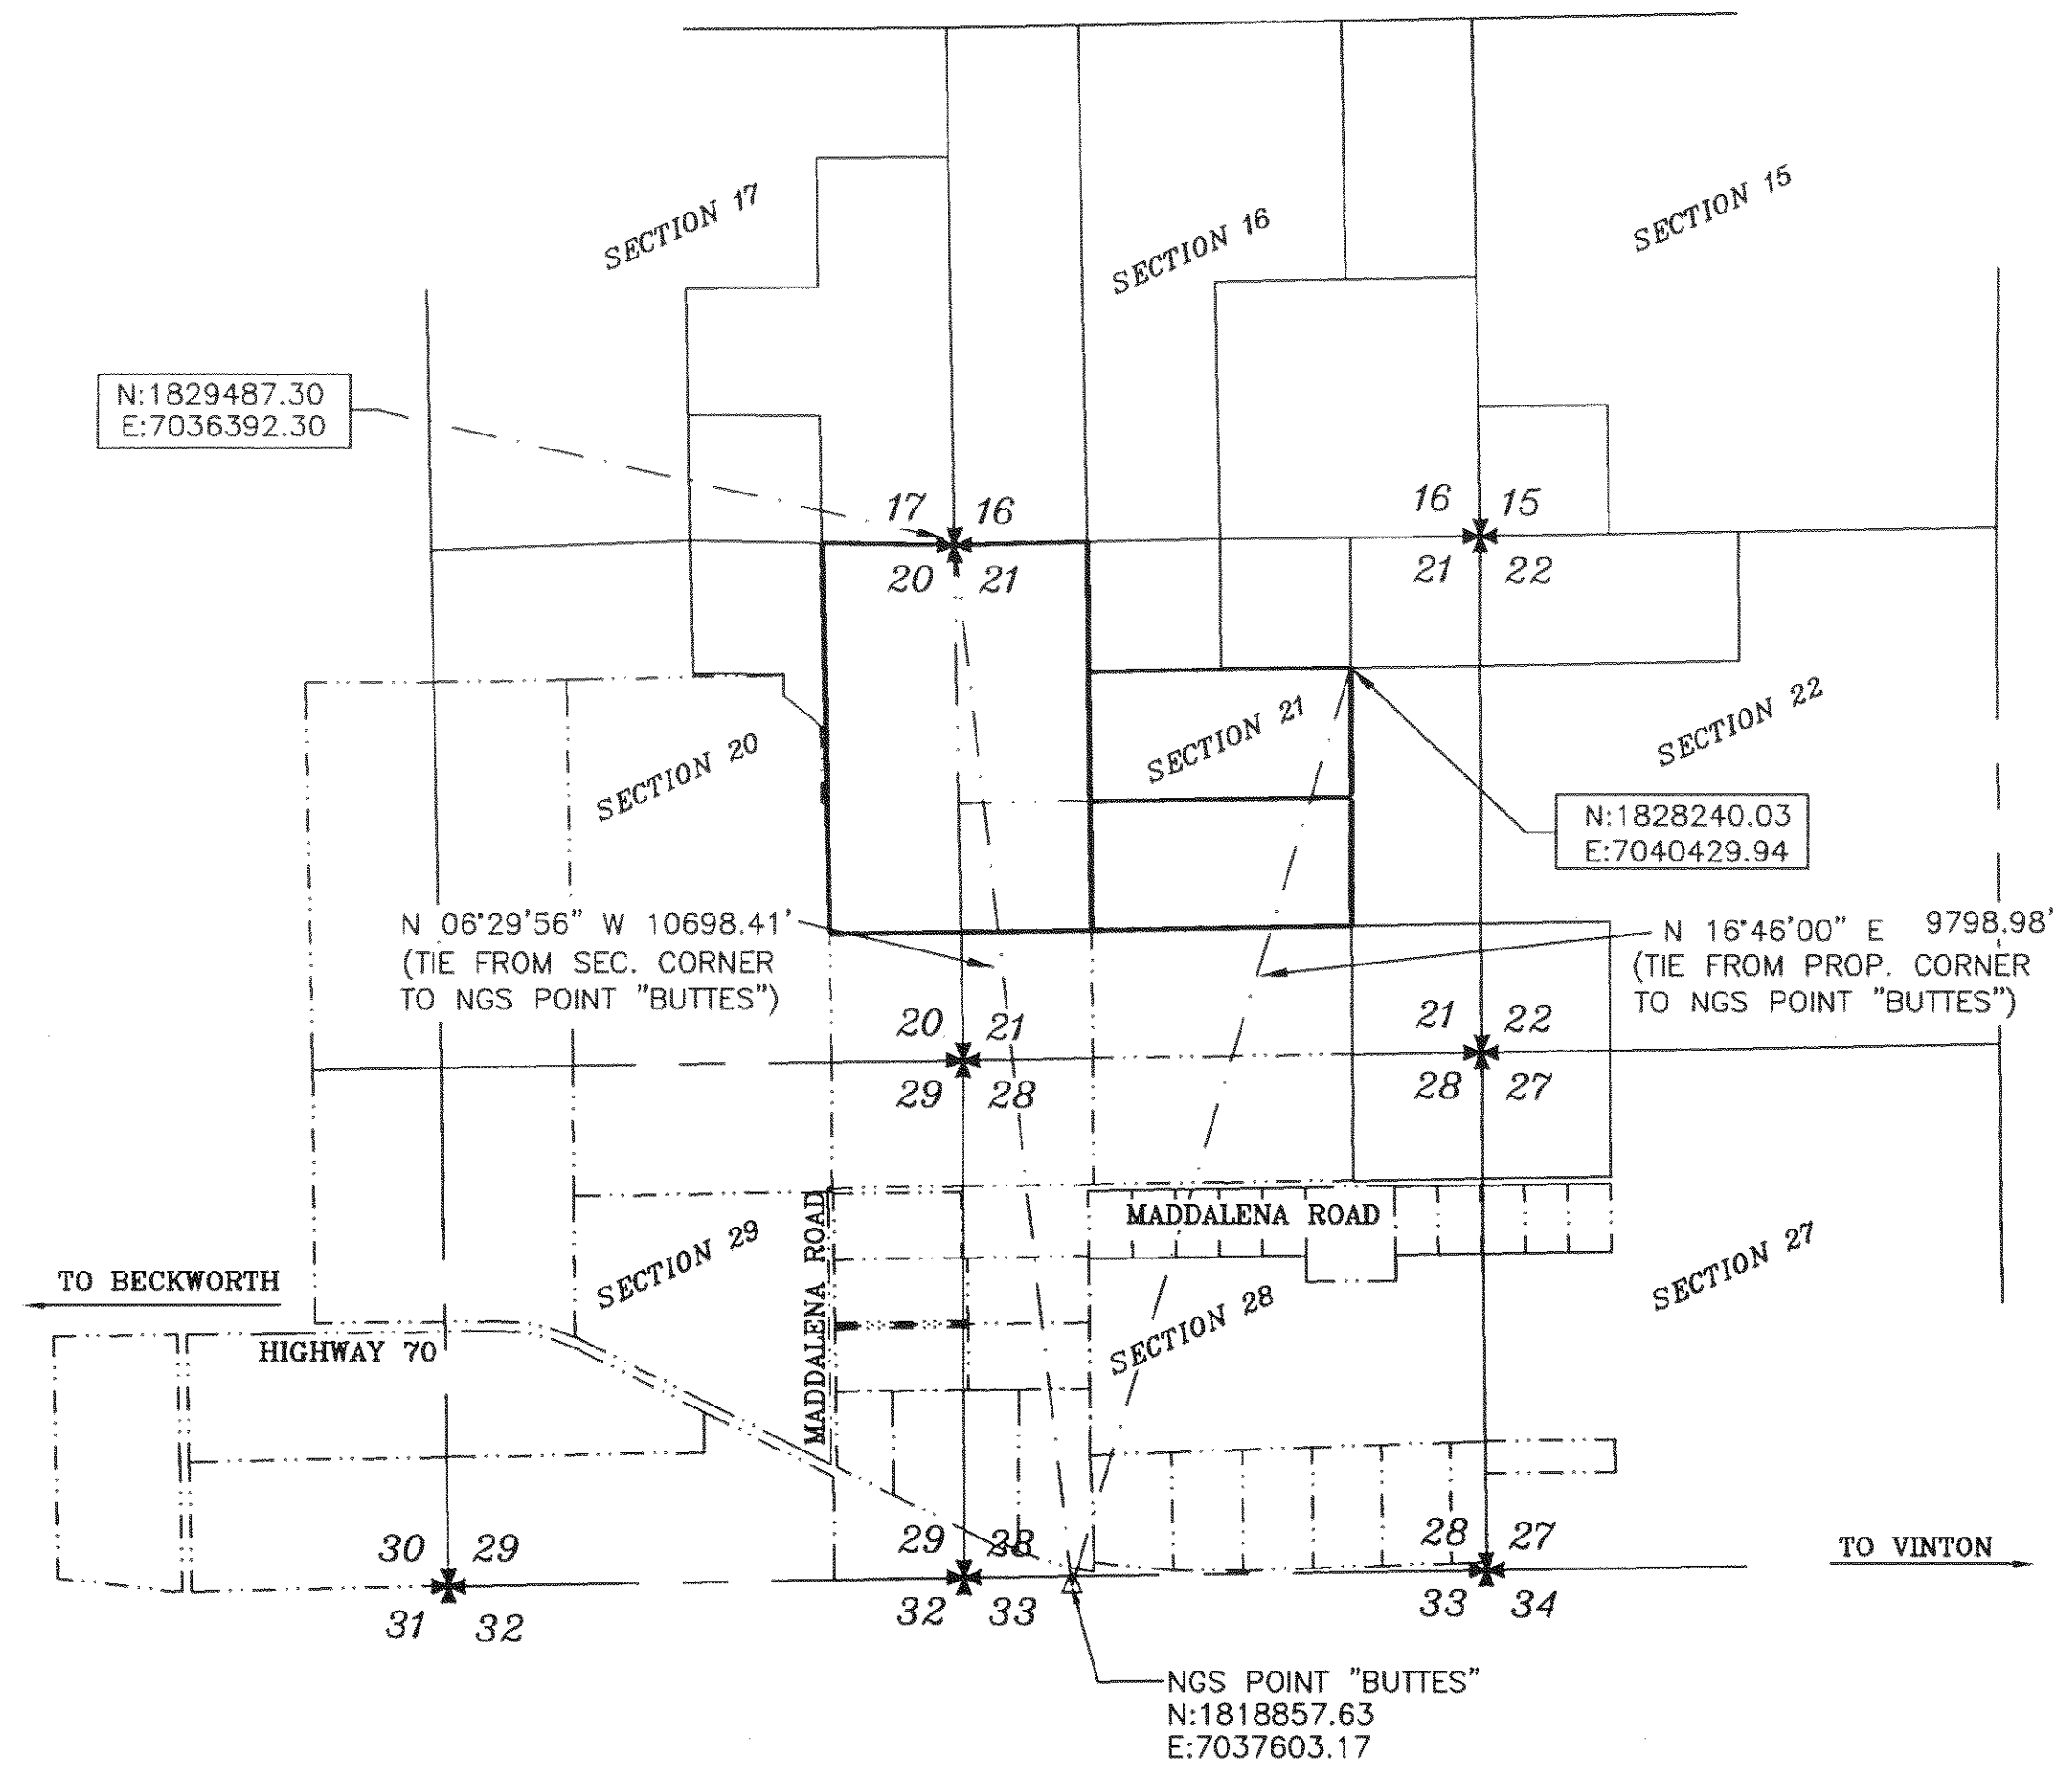 SECTION 17
SECTION 16
SECTION 15
N:1829487.30
E:7036392.30
17 16
20 21
16 15
21 22
SECTION 20
SECTION 21
SECTION 22
N:1828240.03
E:7040429.94
N 06°29'56" W 10698.41'
(TIE FROM SEC. CORNER
TO NGS POINT "BUTTES")
N 16°46'00" E 9798.98'
(TIE FROM PROP. CORNER
TO NGS POINT "BUTTES")
20 21
29 28
21 22
28 27
MADDALENA ROAD
MADDALENA ROAD
SECTION 29
SECTION 28
SECTION 27
TO BECKWORTH
HIGHWAY 70
30 29
31 32
29 28
32 33
28 27
33 34
TO VINTON
NGS POINT "BUTTES"
N:1818857.63
E:7037603.17